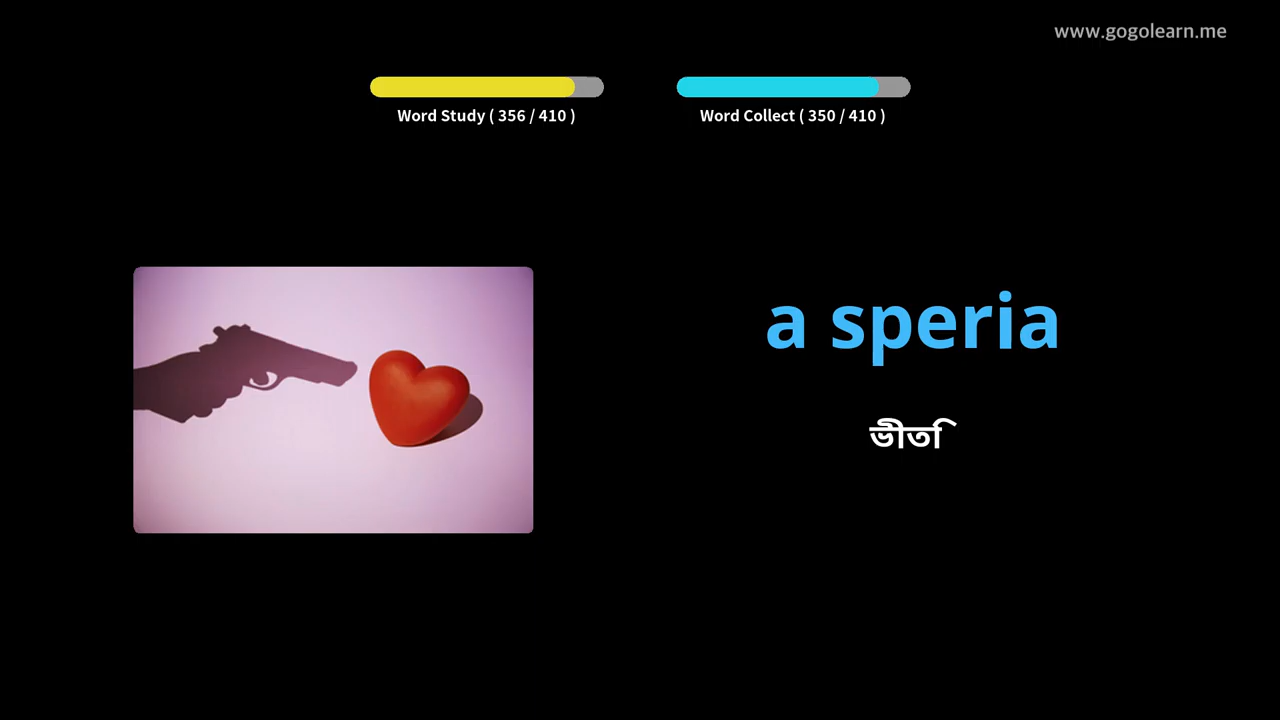 www.gogolearn.me
Word Study ( 356 / 410 )
Word Collect ( 350 / 410 )
a speria
ভীতি